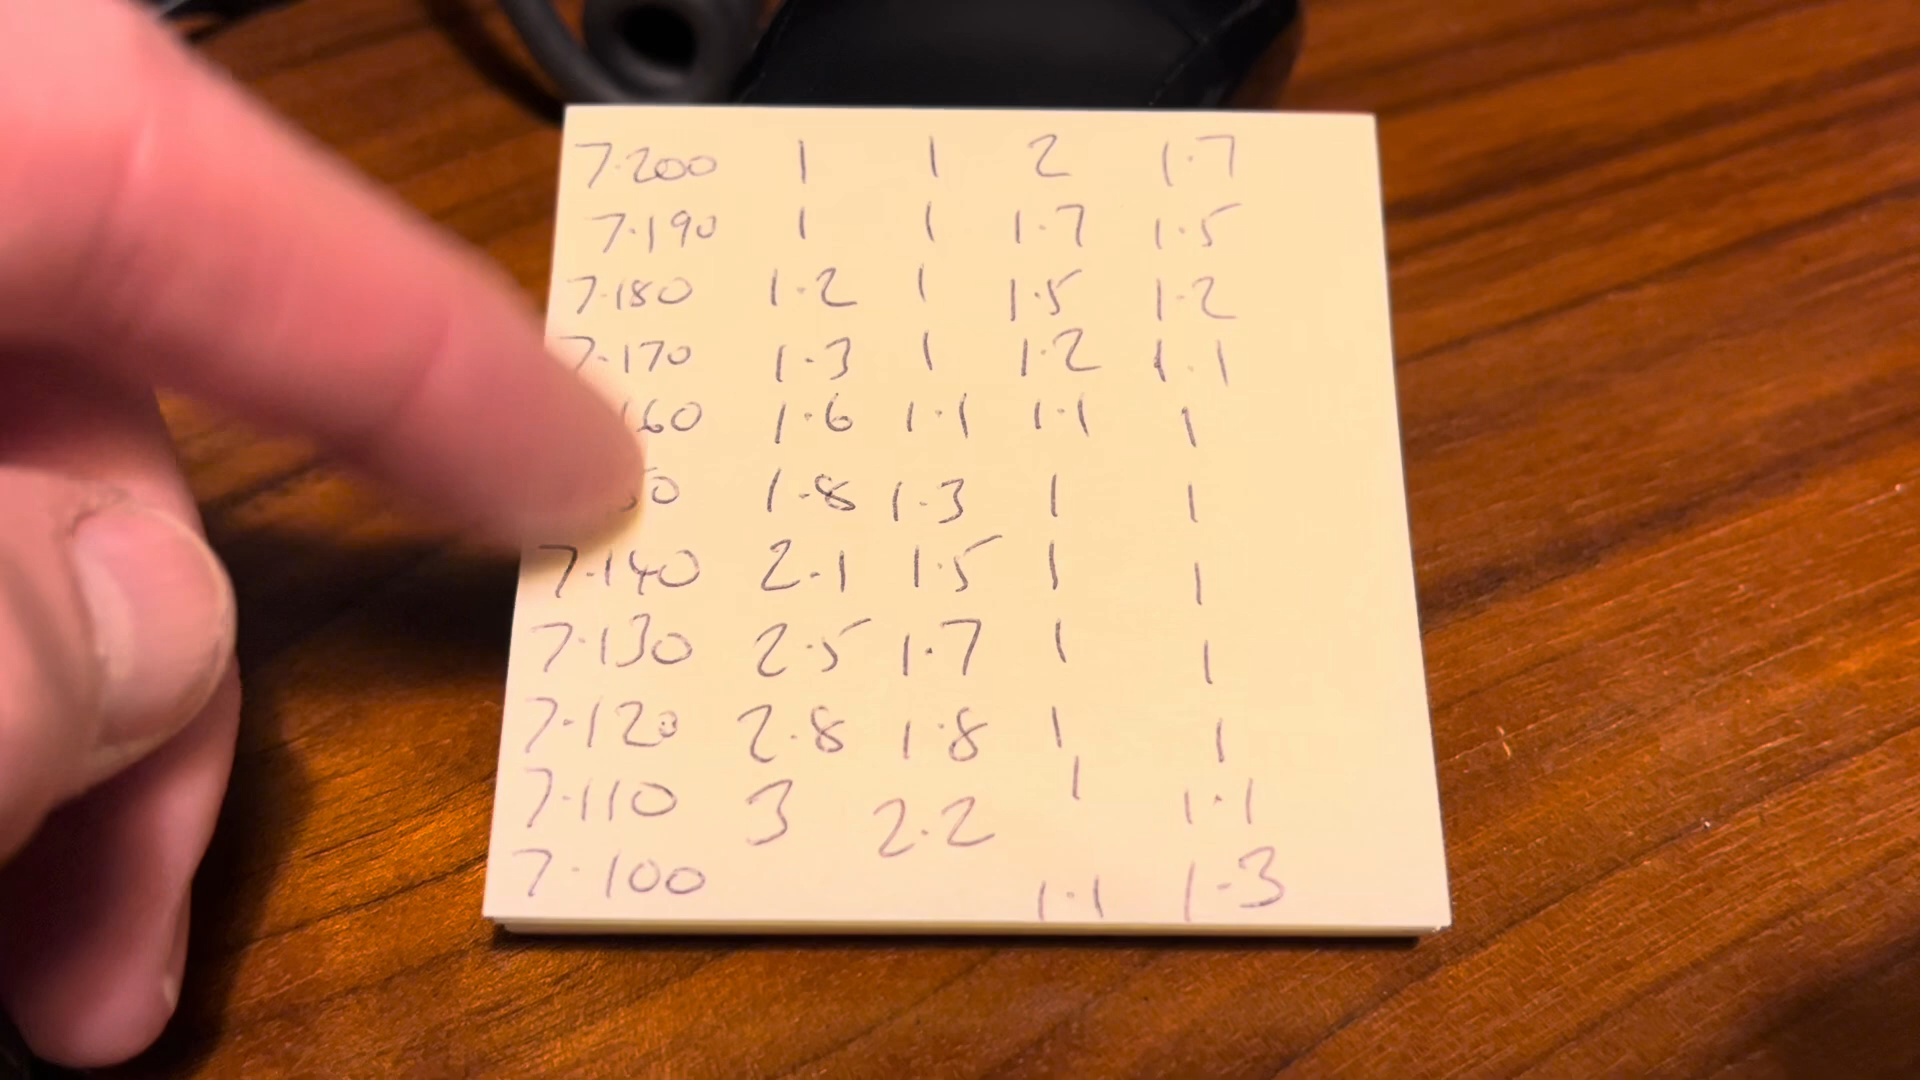 7.200 1 1 2 1.7
7.190 1 1 1.7 1.5
7.180 1.2 1 1.5 1.2
7.170 1.3 1 1.2 1.1
160 1.6 1.1 1.1 1
50 1.8 1.3 1 1
7.140 2.1 1.5 1 1
7.130 2.5 1.7 1 1
7.120 2.8 1.8 1 1
7.110 3 2.2 1 1.1
7.100 1.1 1.3